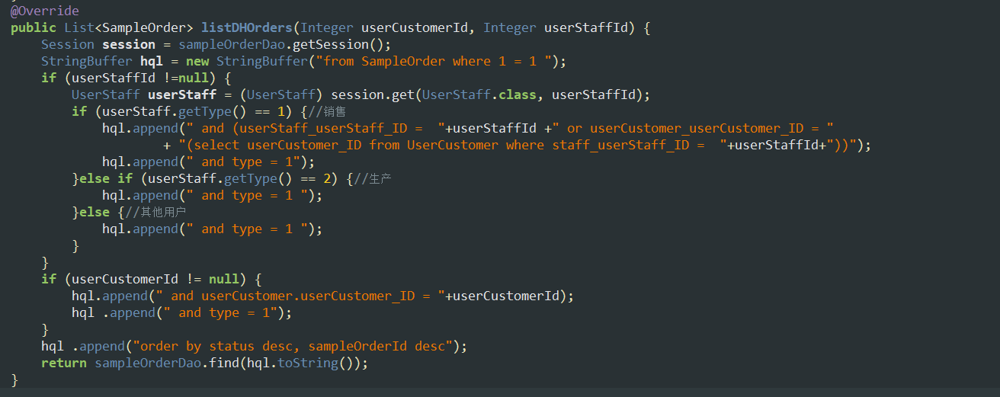 @Override
public List<SampleOrder> listDHOrders(Integer userCustomerId, Integer userStaffId) {
    Session session = sampleOrderDao.getSession();
    StringBuffer hql = new StringBuffer("from SampleOrder where 1 = 1 ");
    if (userStaffId !=null) {
        UserStaff userStaff = (UserStaff) session.get(UserStaff.class, userStaffId);
        if (userStaff.getType() == 1) {//销售
            hql.append(" and (userStaff_userStaff_ID =  "+userStaffId +" or userCustomer_userCustomer_ID = "
                    + "(select userCustomer_ID from UserCustomer where staff_userStaff_ID =  "+userStaffId+"))");
            hql.append(" and type = 1");
        }else if (userStaff.getType() == 2) {//生产
            hql.append(" and type = 1 ");
        }else {//其他用户
            hql.append(" and type = 1 ");
        }
    }
    if (userCustomerId != null) {
        hql.append(" and userCustomer.userCustomer_ID = "+userCustomerId);
        hql .append(" and type = 1");
    }
    hql .append("order by status desc, sampleOrderId desc");
    return sampleOrderDao.find(hql.toString());
}